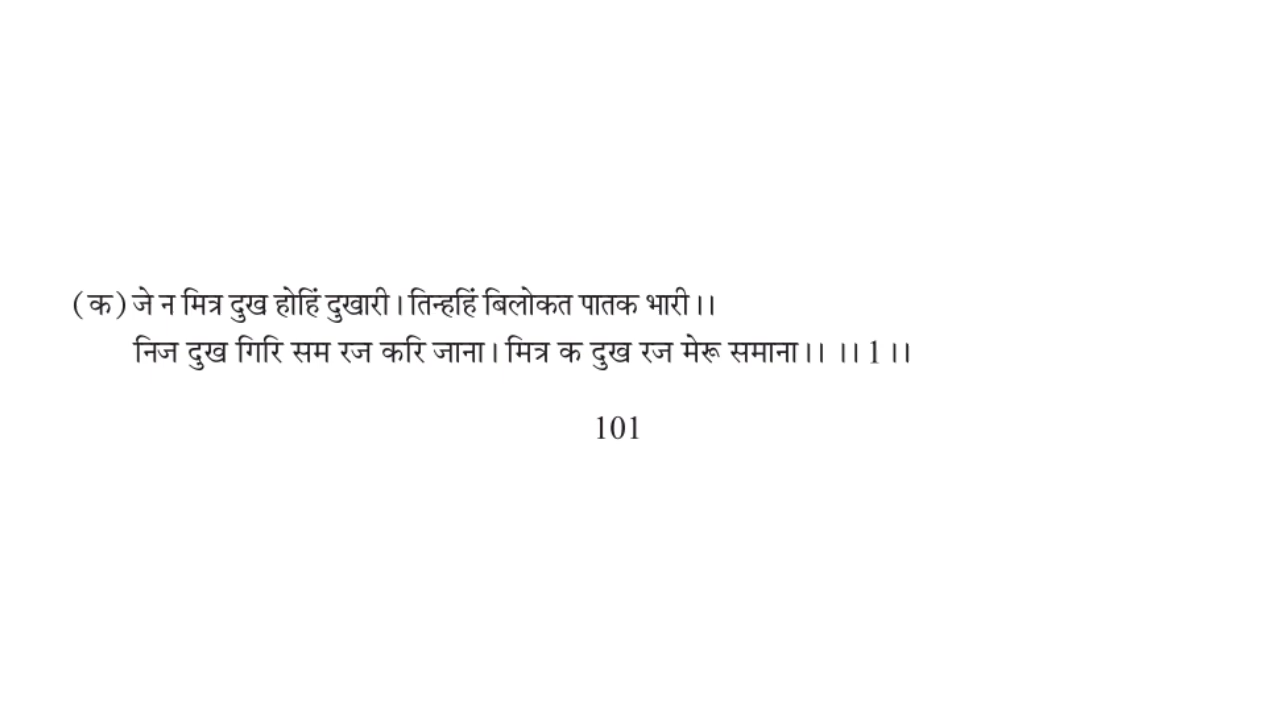 (क) जे न मित्र दुख होहिं दुखारी। तिन्हहिं बिलोकत पातक भारी।।
निज दुख गिरि सम रज करि जाना। मित्र क दुख रज मेरू समाना।। ।। 1 ।।
101